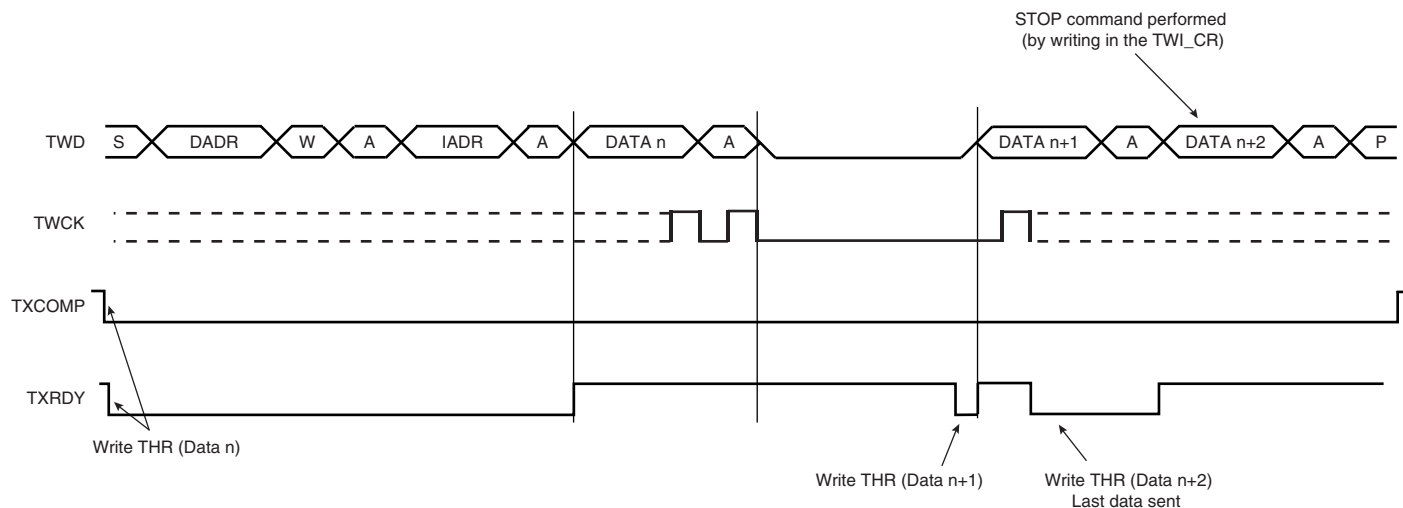 STOP command performed
(by writing in the TWI_CR)
TWD S DADR W A IADR A DATA n A DATA n+1 A DATA n+2 A P
TWCK
TXCOMP
TXRDY
Write THR (Data n)
Write THR (Data n+1)
Write THR (Data n+2)
Last data sent